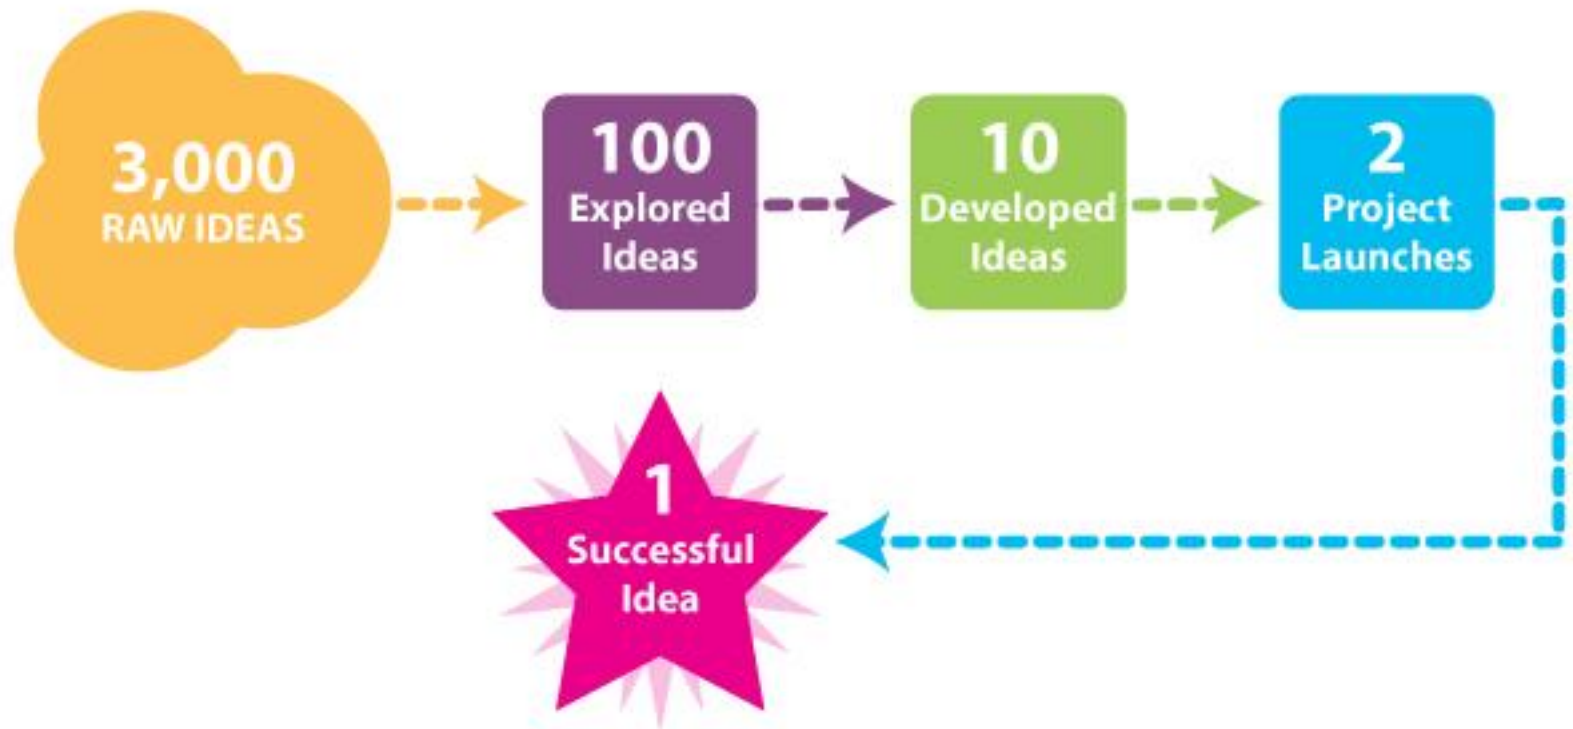 3,000
RAW IDEAS
100
Explored
Ideas
10
Developed
Ideas
2
Project
Launches
1
Successful
Idea